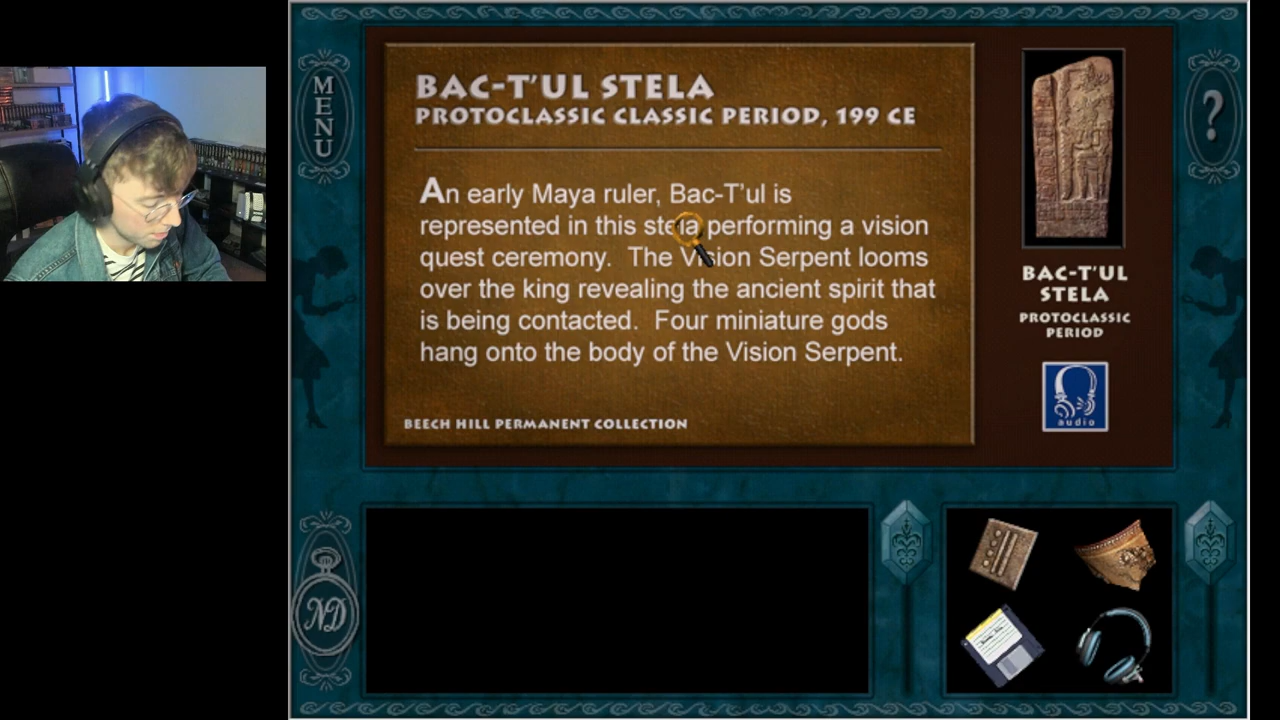 MENU
BAC-T'UL STELA
PROTOCLASSIC CLASSIC PERIOD, 199 CE
An early Maya ruler, Bac-T'ul is
represented in this stela performing a vision
quest ceremony.  The Vision Serpent looms
over the king revealing the ancient spirit that
is being contacted.  Four miniature gods
hang onto the body of the Vision Serpent.
BEECH HILL PERMANENT COLLECTION
?
BAC-T'UL
STELA
PROTOCLASSIC
PERIOD
audio
ND